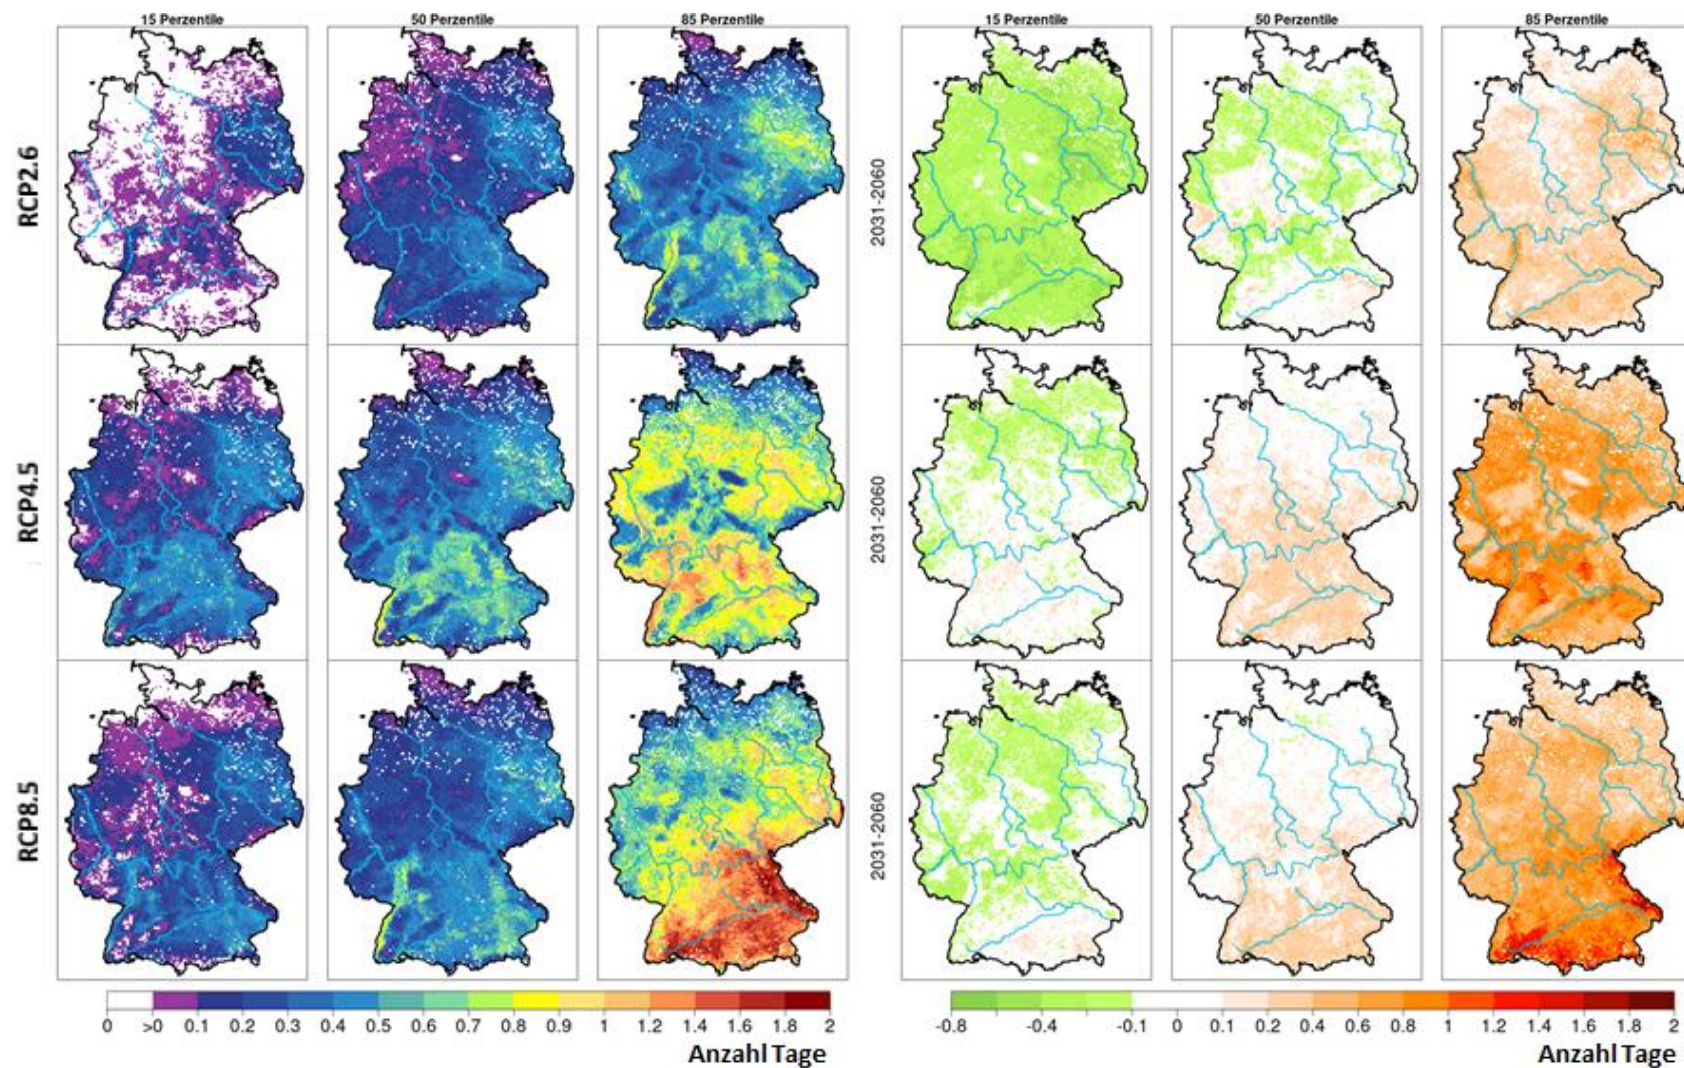 15 Perzentile 50 Perzentile 85 Perzentile 15 Perzentile 50 Perzentile 85 Perzentile
RCP2.6
2031-2060
RCP4.5
2031-2060
RCP8.5
2031-2060
0 >0 0.1 0.2 0.3 0.4 0.5 0.6 0.7 0.8 0.9 1 1.2 1.4 1.6 1.8 2
-0.8 -0.4 -0.1 0 0.1 0.2 0.4 0.6 0.8 1 1.2 1.4 1.6 1.8 2
Anzahl Tage Anzahl Tage